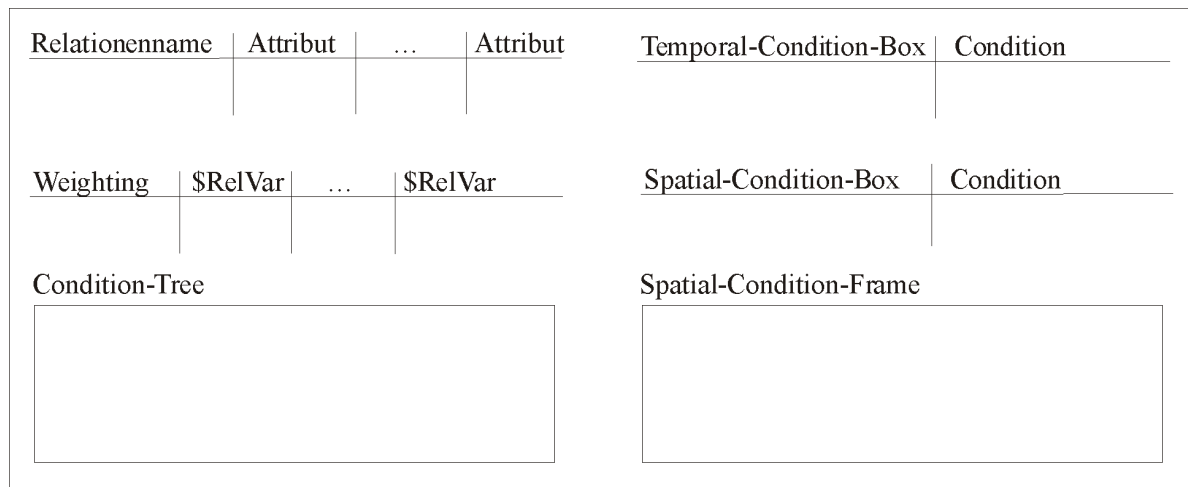 Relationenname Attribut ... Attribut
Temporal-Condition-Box Condition
Weighting $RelVar ... $RelVar
Spatial-Condition-Box Condition
Condition-Tree
Spatial-Condition-Frame